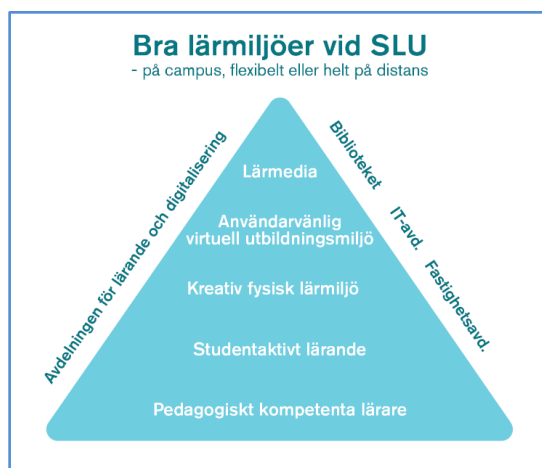 Bra lärmiljöer vid SLU
- på campus, flexibelt eller helt på distans
Avdelningen för lärande och digitalisering
Biblioteket IT-avd. Fastighetsavd.
Lärmedia
Användarvänlig
virtuell utbildningsmiljö
Kreativ fysisk lärmiljö
Studentaktivt lärande
Pedagogiskt kompetenta lärare